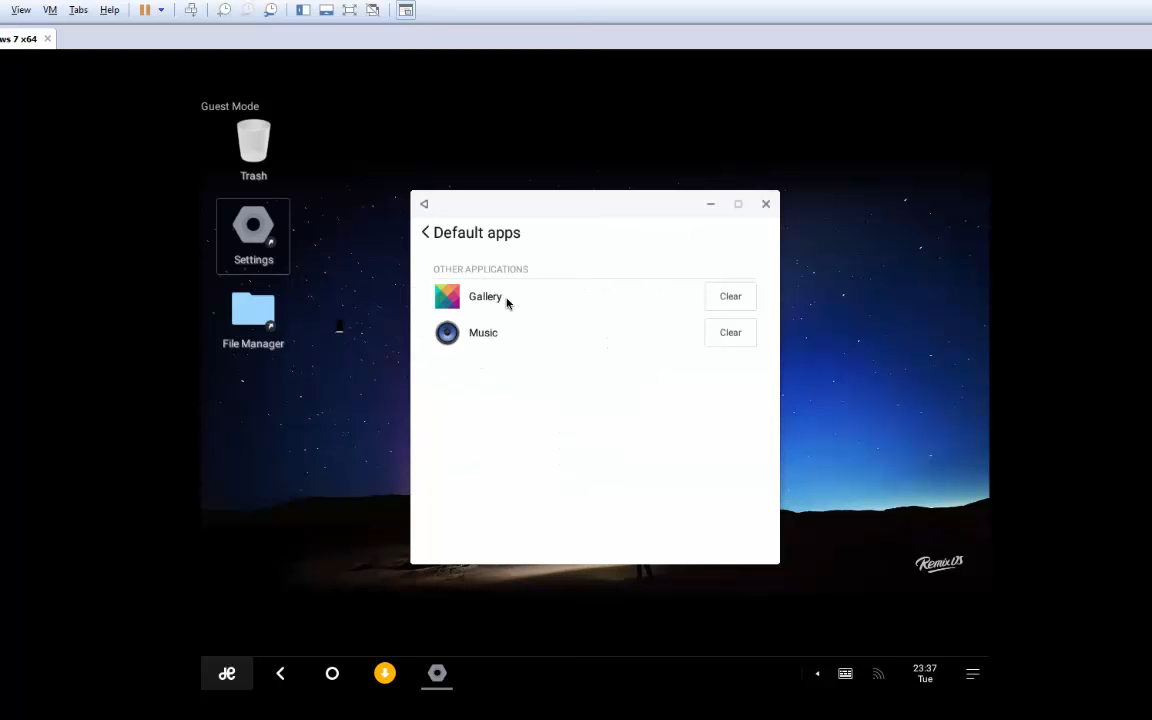 View VM Tabs Help
ws 7 x64
Guest Mode
Trash
Settings
File Manager
Default apps
OTHER APPLICATIONS
Gallery Clear
Music Clear
RemixOS
23:37
Tue